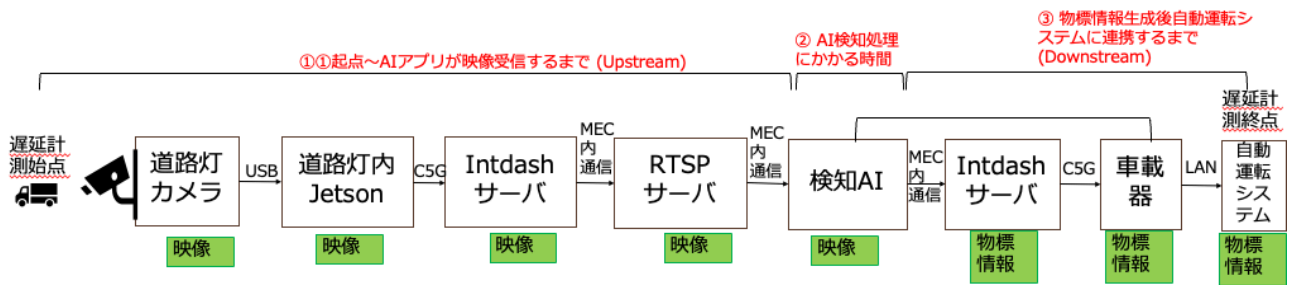 ①①起点～AIアプリが映像受信するまで (Upstream)
② AI検知処理
にかかる時間
③ 物標情報生成後自動運転シ
ステムに連携するまで
(Downstream)
遅延計
測始点
道路灯
カメラ
USB
道路灯内
Jetson
C5G
Intdash
サーバ
MEC
内
通信
RTSP
サーバ
MEC
内
通信
検知AI
MEC
内
通信
Intdash
サーバ
C5G
車載
器
LAN
遅延計
測終点
自動
運転
シス
テム
映像
映像
映像
映像
映像
物標
情報
物標
情報
物標
情報